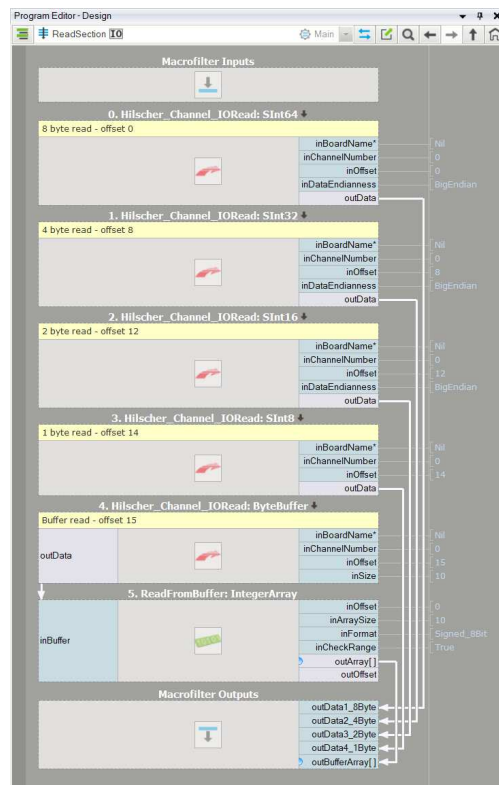 Program Editor - Design
ReadSection IO
Main
Macrofilter Inputs
0. Hilscher_Channel_IORead: SInt64
8 byte read - offset 0
inBoardName* Nil
inChannelNumber 0
inOffset 0
inDataEndianness BigEndian
outData
1. Hilscher_Channel_IORead: SInt32
4 byte read - offset 8
inBoardName* Nil
inChannelNumber 0
inOffset 8
inDataEndianness BigEndian
outData
2. Hilscher_Channel_IORead: SInt16
2 byte read - offset 12
inBoardName* Nil
inChannelNumber 0
inOffset 12
inDataEndianness BigEndian
outData
3. Hilscher_Channel_IORead: SInt8
1 byte read - offset 14
inBoardName* Nil
inChannelNumber 0
inOffset 14
outData
4. Hilscher_Channel_IORead: ByteBuffer
Buffer read - offset 15
inBoardName* Nil
outData
inChannelNumber 0
inOffset 15
inSize 10
5. ReadFromBuffer: IntegerArray
inOffset 0
inArraySize 10
inBuffer
inFormat Signed_8Bit
inCheckRange True
outArray[]
outOffset
Macrofilter Outputs
outData1_8Byte
outData2_4Byte
outData3_2Byte
outData4_1Byte
outBufferArray[]